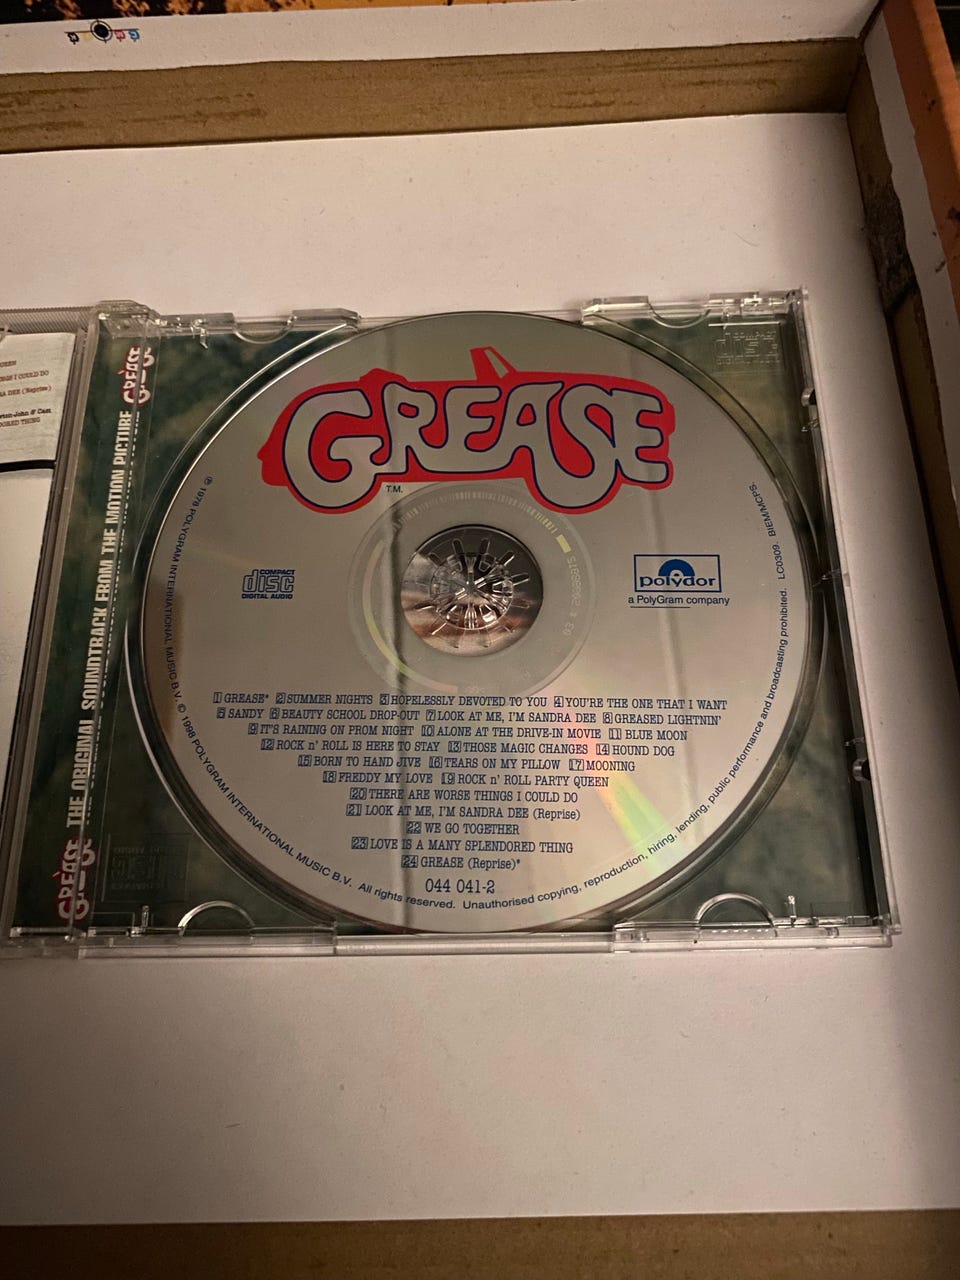 GREASE
T.M.
COMPACT
disc
DIGITAL AUDIO
polydor
a PolyGram company
1 GREASE* 2 SUMMER NIGHTS 3 HOPELESSLY DEVOTED TO YOU 4 YOU'RE THE ONE THAT I WANT
5 SANDY 6 BEAUTY SCHOOL DROP-OUT 7 LOOK AT ME, I'M SANDRA DEE 8 GREASED LIGHTNIN'
9 IT'S RAINING ON PROM NIGHT 10 ALONE AT THE DRIVE-IN MOVIE 11 BLUE MOON
12 ROCK n' ROLL IS HERE TO STAY 13 THOSE MAGIC CHANGES 14 HOUND DOG
15 BORN TO HAND JIVE 16 TEARS ON MY PILLOW 17 MOONING
18 FREDDY MY LOVE 19 ROCK n' ROLL PARTY QUEEN
20 THERE ARE WORSE THINGS I COULD DO
21 LOOK AT ME, I'M SANDRA DEE (Reprise)
22 WE GO TOGETHER
23 LOVE IS A MANY SPLENDORED THING
24 GREASE (Reprise)*
044 041-2
℗ 1978 POLYGRAM INTERNATIONAL MUSIC B.V. © 1998 POLYGRAM INTERNATIONAL MUSIC B.V. All rights reserved. Unauthorised copying, reproduction, hiring, lending, public performance and broadcasting prohibited. LC0309. BIEM/MCPS.
GREASE THE ORIGINAL SOUNDTRACK FROM THE MOTION PICTURE GREASE
I COULD DO
DEE (Reprise)
-John & Cast
THING